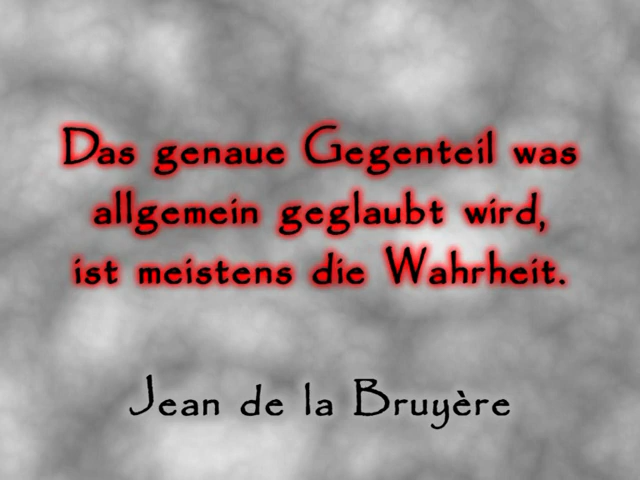 Das genaue Gegenteil was
allgemein geglaubt wird,
ist meistens die Wahrheit.
Jean de la Bruyère